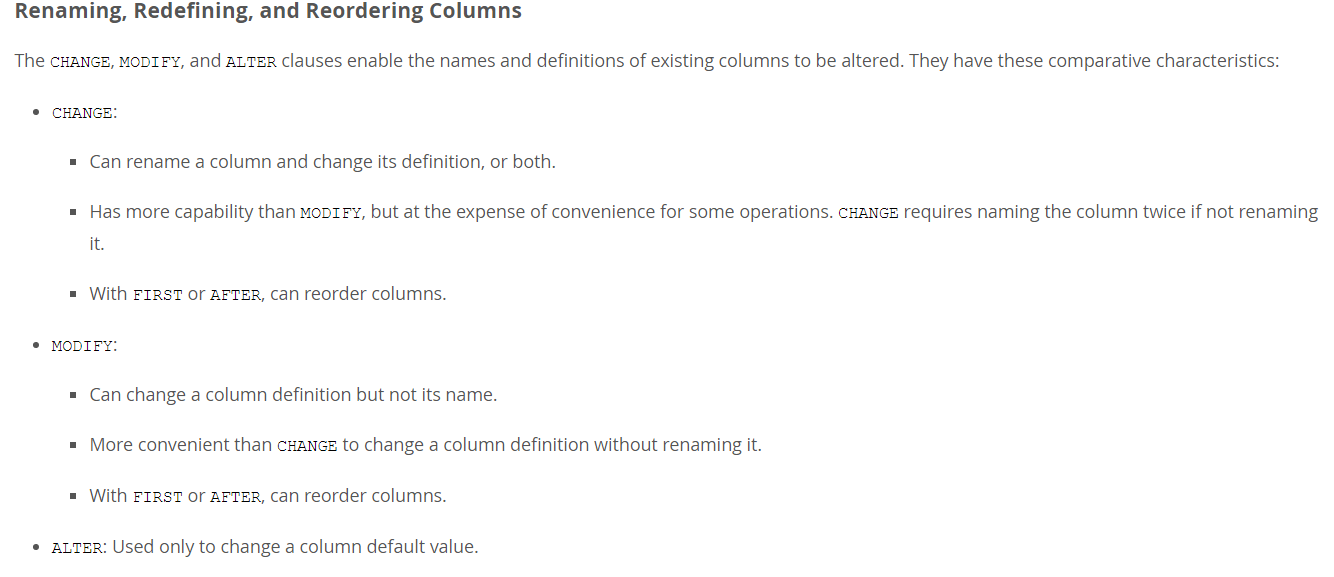 Renaming, Redefining, and Reordering Columns
The CHANGE, MODIFY, and ALTER clauses enable the names and definitions of existing columns to be altered. They have these comparative characteristics:
• CHANGE:
▪ Can rename a column and change its definition, or both.
▪ Has more capability than MODIFY, but at the expense of convenience for some operations. CHANGE requires naming the column twice if not renaming
it.
▪ With FIRST or AFTER, can reorder columns.
• MODIFY:
▪ Can change a column definition but not its name.
▪ More convenient than CHANGE to change a column definition without renaming it.
▪ With FIRST or AFTER, can reorder columns.
• ALTER: Used only to change a column default value.